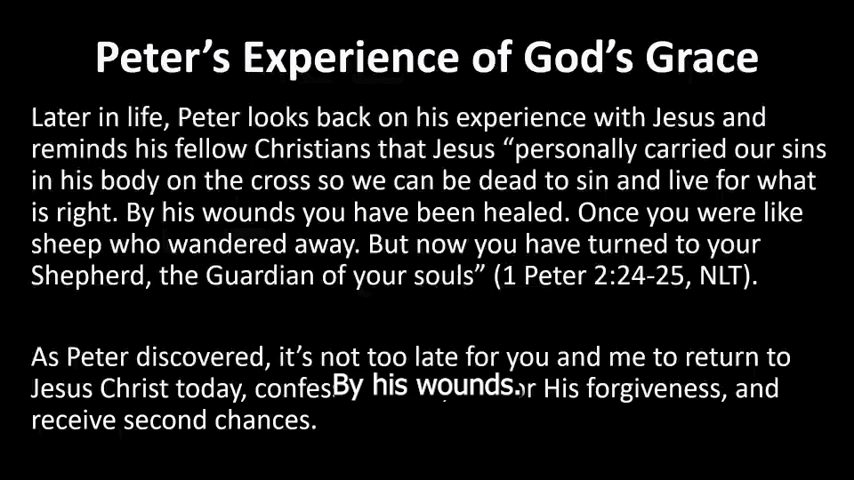 Peter’s Experience of God’s Grace
Later in life, Peter looks back on his experience with Jesus and
reminds his fellow Christians that Jesus “personally carried our sins
in his body on the cross so we can be dead to sin and live for what
is right. By his wounds you have been healed. Once you were like
sheep who wandered away. But now you have turned to your
Shepherd, the Guardian of your souls” (1 Peter 2:24-25, NLT).
As Peter discovered, it’s not too late for you and me to return to
Jesus Christ today, By his wounds. His forgiveness, and
receive second chances.